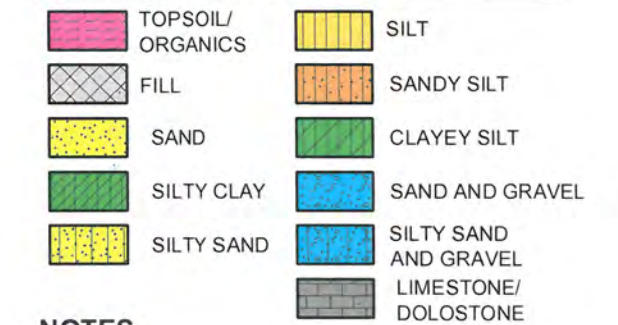 TOPSOIL/
ORGANICS
FILL
SAND
SILTY CLAY
SILTY SAND
SILT
SANDY SILT
CLAYEY SILT
SAND AND GRAVEL
SILTY SAND
AND GRAVEL
LIMESTONE/
DOLOSTONE
NOTES